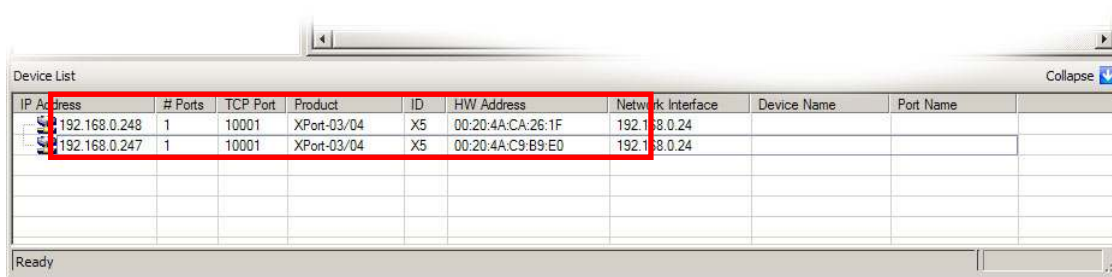 Device List Collapse
IP Address # Ports TCP Port Product ID HW Address Network Interface Device Name Port Name
192.168.0.248 1 10001 XPort-03/04 X5 00:20:4A:CA:26:1F 192.168.0.24
192.168.0.247 1 10001 XPort-03/04 X5 00:20:4A:C9:B9:E0 192.168.0.24
Ready